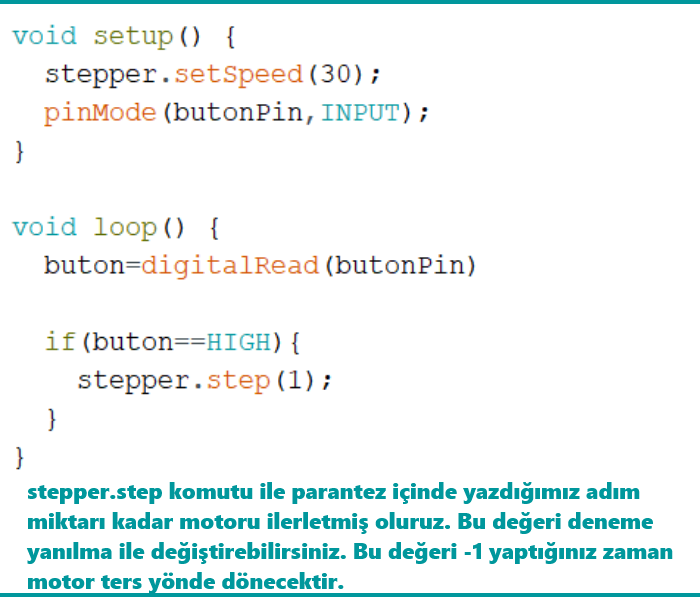 void setup() {
  stepper.setSpeed(30);
  pinMode(butonPin,INPUT);
}
void loop() {
  buton=digitalRead(butonPin)
  if(buton==HIGH){
    stepper.step(1);
  }
}
stepper.step komutu ile parantez içinde yazdığımız adım
miktarı kadar motoru ilerletmiş oluruz. Bu değeri deneme
yanılma ile değiştirebilirsiniz. Bu değeri -1 yaptığınız zaman
motor ters yönde dönecektir.